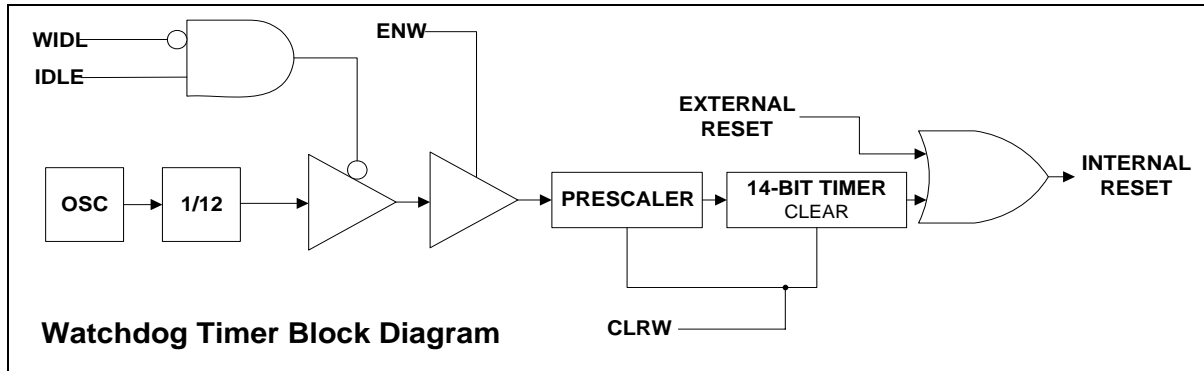 WIDL
IDLE
ENW
EXTERNAL
RESET
OSC
1/12
PRESCALER
14-BIT TIMER
CLEAR
INTERNAL
RESET
CLRW
Watchdog Timer Block Diagram